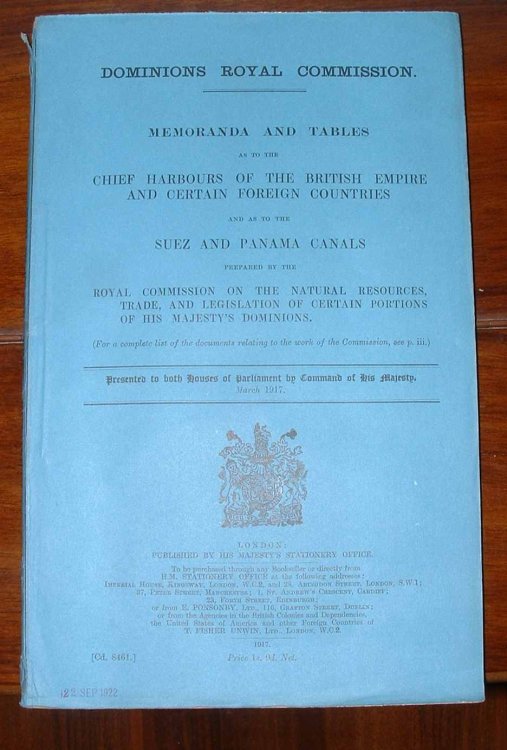 DOMINIONS ROYAL COMMISSION.
MEMORANDA AND TABLES
AS TO THE
CHIEF HARBOURS OF THE BRITISH EMPIRE
AND CERTAIN FOREIGN COUNTRIES
AND AS TO THE
SUEZ AND PANAMA CANALS
PREPARED BY THE
ROYAL COMMISSION ON THE NATURAL RESOURCES,
TRADE, AND LEGISLATION OF CERTAIN PORTIONS
OF HIS MAJESTY'S DOMINIONS.
(For a complete list of the documents relating to the work of the Commission, see p. iii.)
Presented to both Houses of Parliament by Command of His Majesty.
March 1917.
LONDON:
PUBLISHED BY HIS MAJESTY'S STATIONERY OFFICE.
To be purchased through any Bookseller or directly from
H.M. STATIONERY OFFICE at the following addresses:
IMPERIAL HOUSE, KINGSWAY, LONDON, W.C.2, and 28, ABINGDON STREET, LONDON, S.W.1;
37, PETER STREET, MANCHESTER; 1, ST. ANDREW'S CRESCENT, CARDIFF;
23, FORTH STREET, EDINBURGH;
or from E. PONSONBY, LTD., 116, GRAFTON STREET, DUBLIN;
or from the Agencies in the British Colonies and Dependencies,
the United States of America and other Foreign Countries of
T. FISHER UNWIN, LTD., LONDON, W.C.2.
1917.
[Cd. 8461.] Price 1s. 9d. Net.
22 SEP 1922